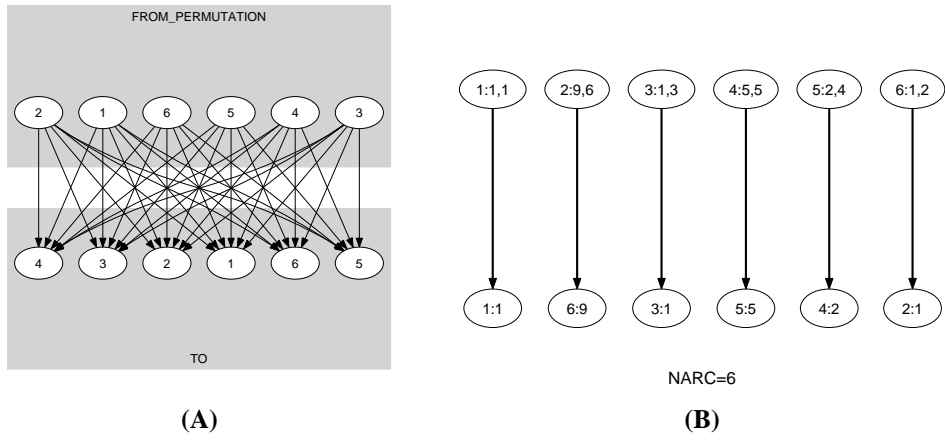 FROM_PERMUTATION
2 1 6 5 4 3
4 3 2 1 6 5
TO
(A)
1:1,1 2:9,6 3:1,3 4:5,5 5:2,4 6:1,2
1:1 6:9 3:1 5:5 4:2 2:1
NARC=6
(B)